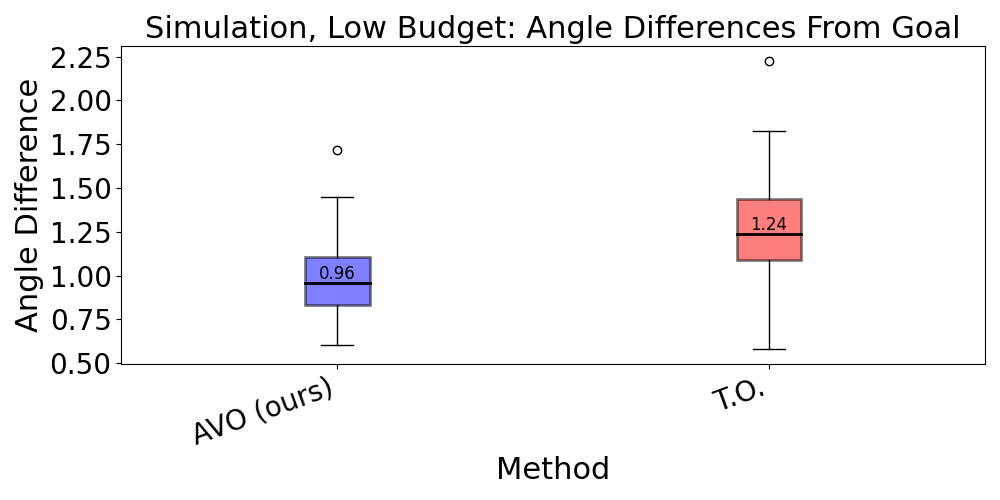 Simulation, Low Budget: Angle Differences From Goal
Angle Difference
2.25
2.00
1.75
1.50
1.25
1.00
0.75
0.50
0.96
1.24
AVO (ours)
T.O.
Method